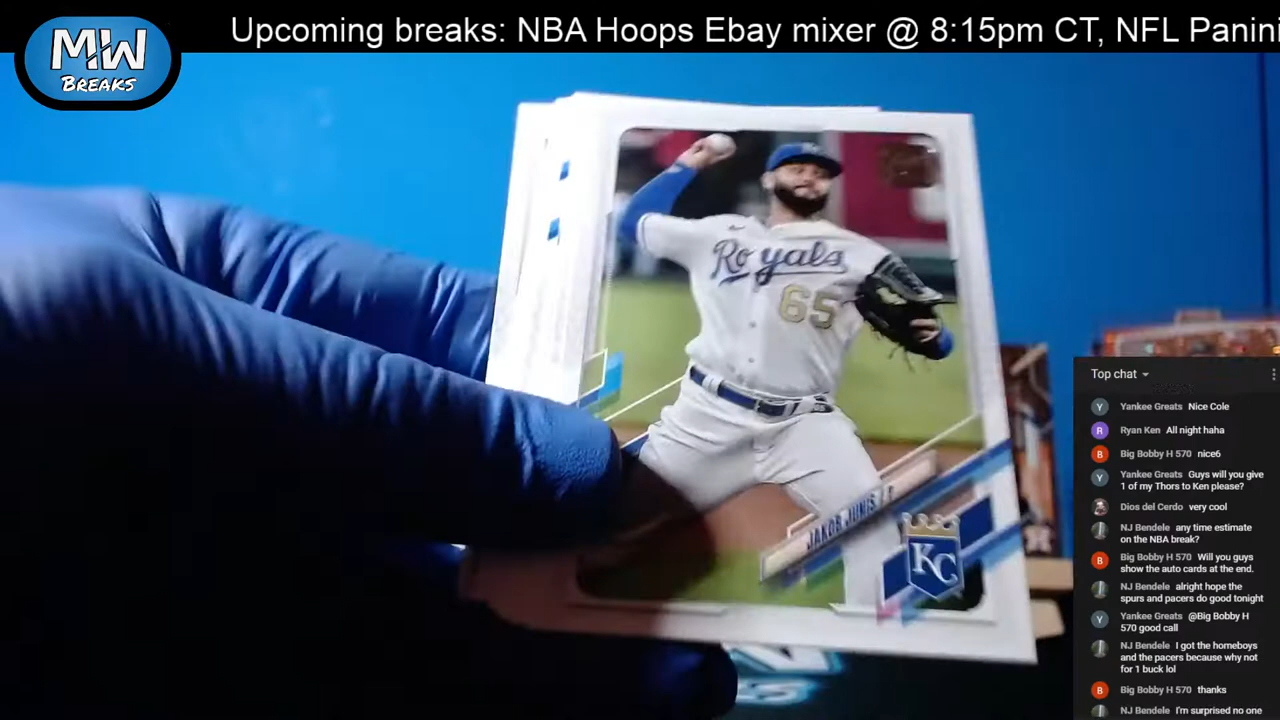 Upcoming breaks: NBA Hoops Ebay mixer @ 8:15pm CT, NFL Panini
MW
BREAKS
Royals
65
JAKOB JUNIS
KC
Top chat
Y Yankee Greats Nice Cole
R Ryan Ken All night haha
B Big Bobby H 570 nice6
Y Yankee Greats Guys will you give
1 of my Thors to Ken please?
Dios del Cerdo very cool
NJ Bendele any time estimate
on the NBA break?
B Big Bobby H 570 Will you guys
show the auto cards at the end.
NJ Bendele alright hope the
spurs and pacers do good tonight
Y Yankee Greats @Big Bobby H
570 good call
NJ Bendele I got the homeboys
and the pacers because why not
for 1 buck lol
B Big Bobby H 570 thanks
NJ Bendele I'm surprised no one